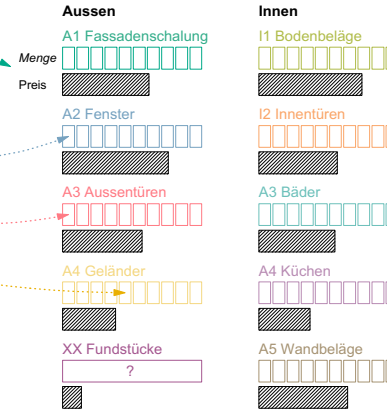 Aussen
A1 Fassadenschalung
Menge
Preis
A2 Fenster
A3 Aussentüren
A4 Geländer
XX Fundstücke
?
Innen
I1 Bodenbeläge
I2 Innentüren
A3 Bäder
A4 Küchen
A5 Wandbeläge